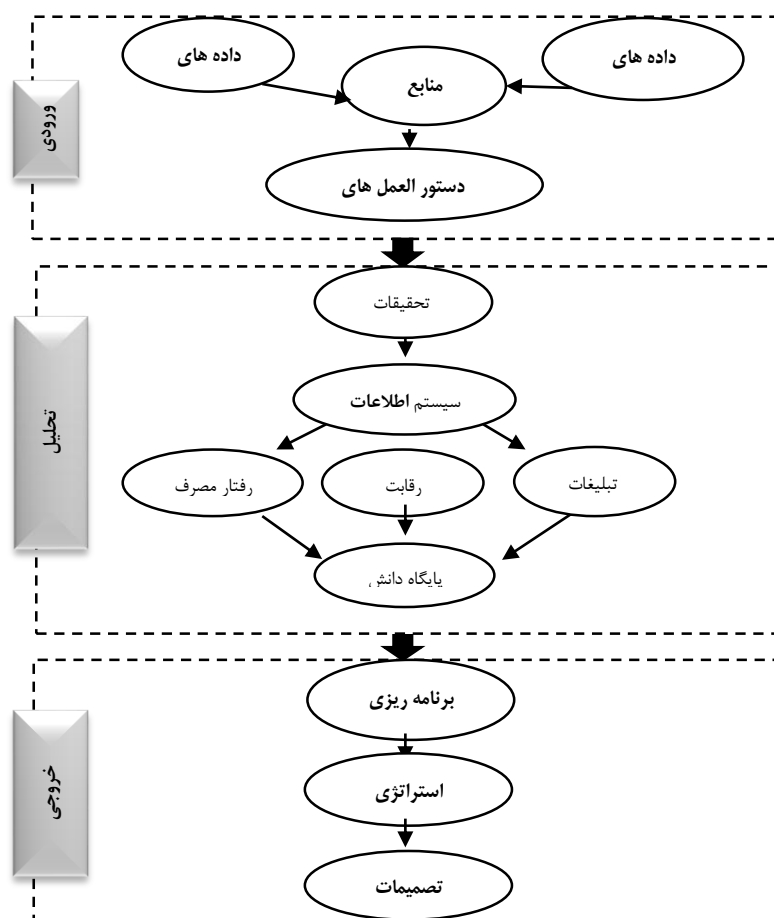 داده های
داده های
منابع
دستور العمل های
ورودی
تحقیقات
سیستم اطلاعات
تبلیغات
رقابت
رفتار مصرف
پایگاه دانش
تحلیل
برنامه ریزی
استراتژی
تصمیمات
خروجی